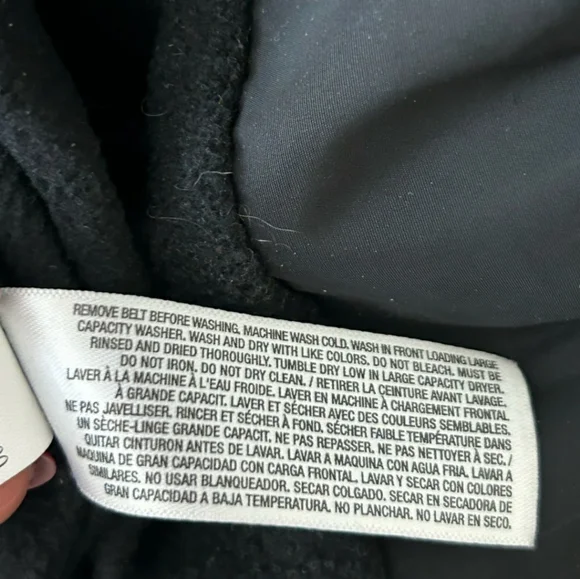 REMOVE BELT BEFORE WASHING. MACHINE WASH COLD. WASH IN FRONT LOADING LARGE
CAPACITY WASHER. WASH AND DRY WITH LIKE COLORS. DO NOT BLEACH. MUST BE
RINSED AND DRIED THOROUGHLY. TUMBLE DRY LOW IN LARGE CAPACITY DRYER.
DO NOT IRON. DO NOT DRY CLEAN. / RETIRER LA CEINTURE AVANT LAVAGE.
LAVER À LA MACHINE À L'EAU FROIDE. LAVER EN MACHINE À CHARGEMENT FRONTAL
À GRANDE CAPACIT. LAVER ET SÉCHER AVEC DES COULEURS SEMBLABLES.
NE PAS JAVELLISER. RINCER ET SÉCHER À FOND. SÉCHER FAIBLE TEMPÉRATURE DANS
UN SÈCHE-LINGE GRANDE CAPACIT. NE PAS REPASSER. NE PAS NETTOYER À SEC. /
QUITAR CINTURON ANTES DE LAVAR. LAVAR A MAQUINA CON AGUA FRIA. LAVAR A
MAQUINA DE GRAN CAPACIDAD CON CARGA FRONTAL. LAVAR Y SECAR CON COLORES
SIMILARES. NO USAR BLANQUEADOR. SECAR COLGADO. SECAR EN SECADORA DE
GRAN CAPACIDAD A BAJA TEMPERATURA. NO PLANCHAR. NO LAVAR EN SECO.